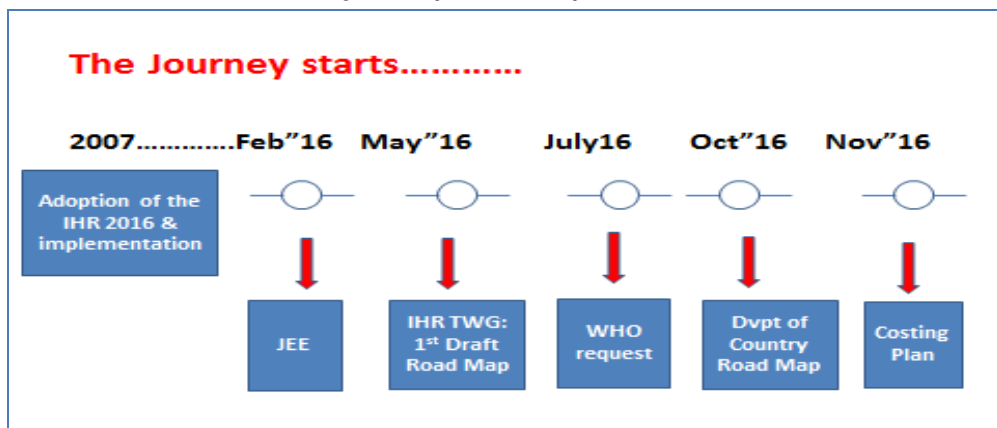 The Journey starts............
2007.............Feb”16 May”16 July16 Oct”16 Nov”16
Adoption of the
IHR 2016 &
implementation
JEE
IHR TWG:
1st Draft
Road Map
WHO
request
Dvpt of
Country
Road Map
Costing
Plan